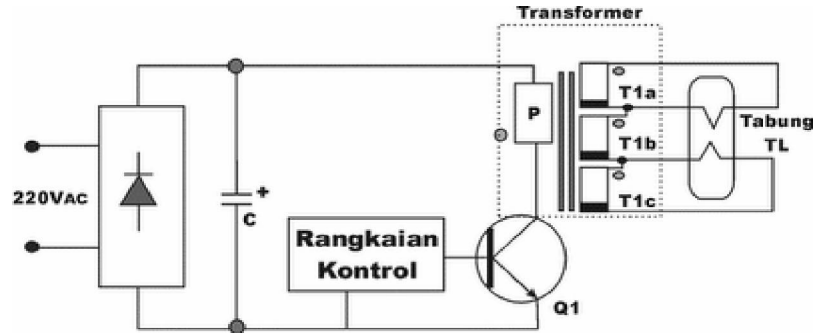 Transformer
P
T1a
T1b
T1c
Tabung
TL
220VAC
+
C
Rangkaian
Kontrol
Q1